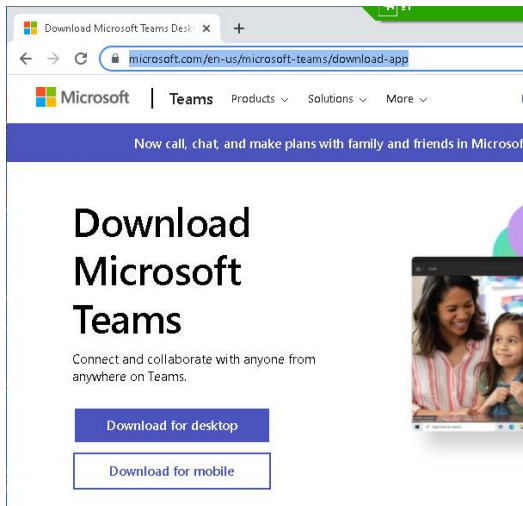 Download Microsoft Teams Desk
microsoft.com/en-us/microsoft-teams/download-app
Microsoft Teams Products Solutions More
Now call, chat, and make plans with family and friends in Microsof
Download
Microsoft
Teams
Connect and collaborate with anyone from
anywhere on Teams.
Download for desktop
Download for mobile